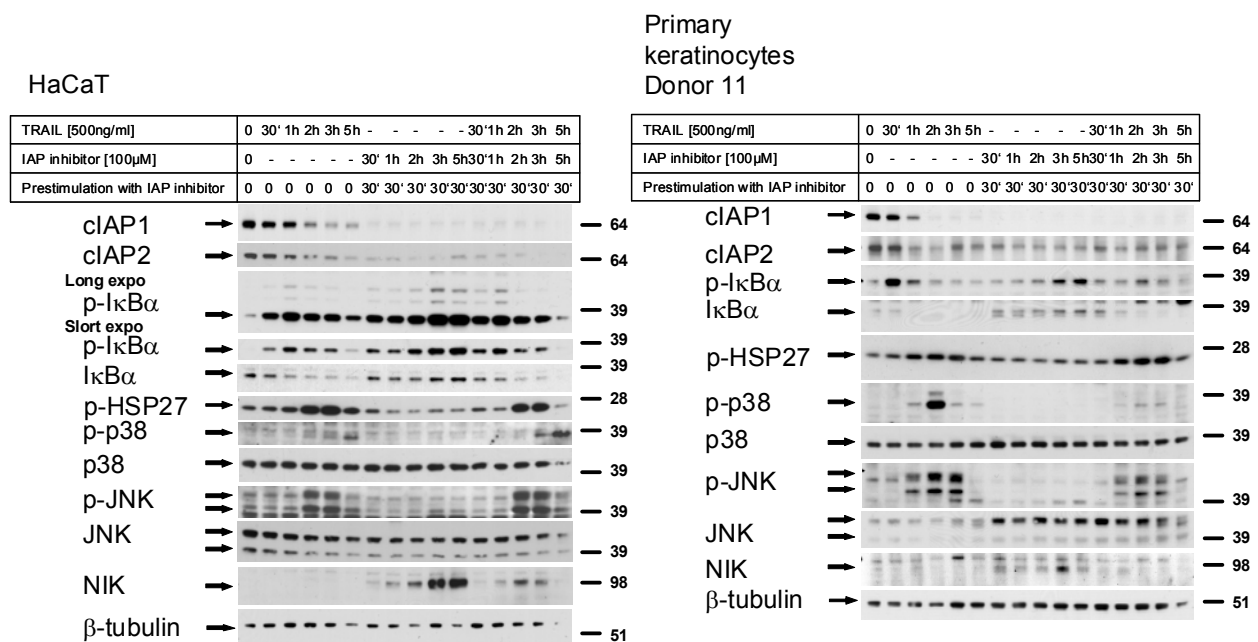 HaCaT
TRAIL [500ng/ml] 0 30‘ 1h 2h 3h 5h - - - - - 30‘1h 2h 3h 5h
IAP inhibitor [100µM] 0 - - - - - 30‘ 1h 2h 3h 5h30‘1h 2h 3h 5h
Prestimulation with IAP inhibitor 0 0 0 0 0 0 30‘ 30‘ 30‘ 30‘ 30‘ 30‘ 30‘ 30‘ 30‘ 30‘
cIAP1 64
cIAP2 64
Long expo
p-IκBα 39
Slort expo
p-IκBα 39
IκBα 39
p-HSP27 28
p-p38 39
p38 39
p-JNK 39
JNK 39
NIK 98
β-tubulin 51
Primary
keratinocytes
Donor 11
TRAIL [500ng/ml] 0 30‘ 1h 2h 3h 5h - - - - - 30‘1h 2h 3h 5h
IAP inhibitor [100µM] 0 - - - - - 30‘ 1h 2h 3h 5h30‘1h 2h 3h 5h
Prestimulation with IAP inhibitor 0 0 0 0 0 0 30‘ 30‘ 30‘ 30‘ 30‘ 30‘ 30‘ 30‘ 30‘ 30‘
cIAP1 64
cIAP2 64
p-IκBα 39
IκBα 39
p-HSP27 28
p-p38 39
p38 39
p-JNK 39
JNK 39
NIK 98
β-tubulin 51